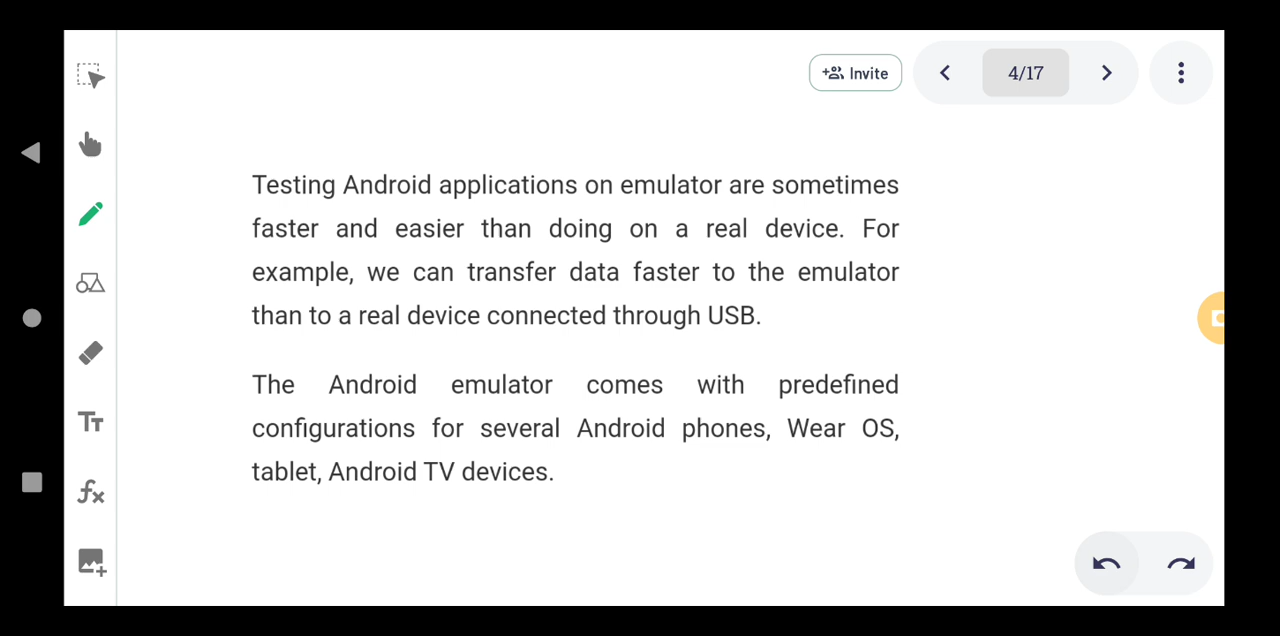 Invite
4/17
Testing Android applications on emulator are sometimes
faster and easier than doing on a real device. For
example, we can transfer data faster to the emulator
than to a real device connected through USB.
The Android emulator comes with predefined
configurations for several Android phones, Wear OS,
tablet, Android TV devices.
Tт
fx